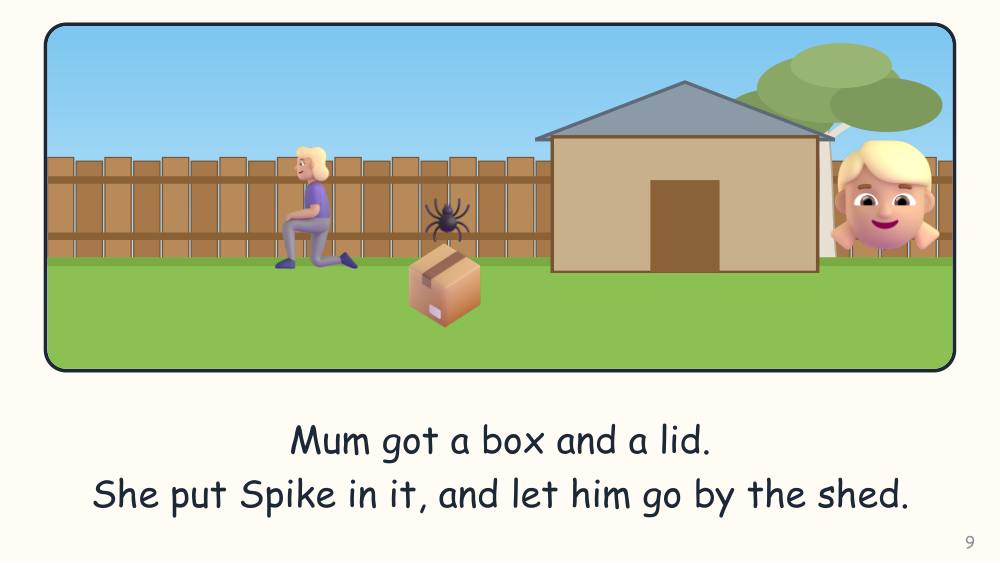 Mum got a box and a lid.
She put Spike in it, and let him go by the shed.
9